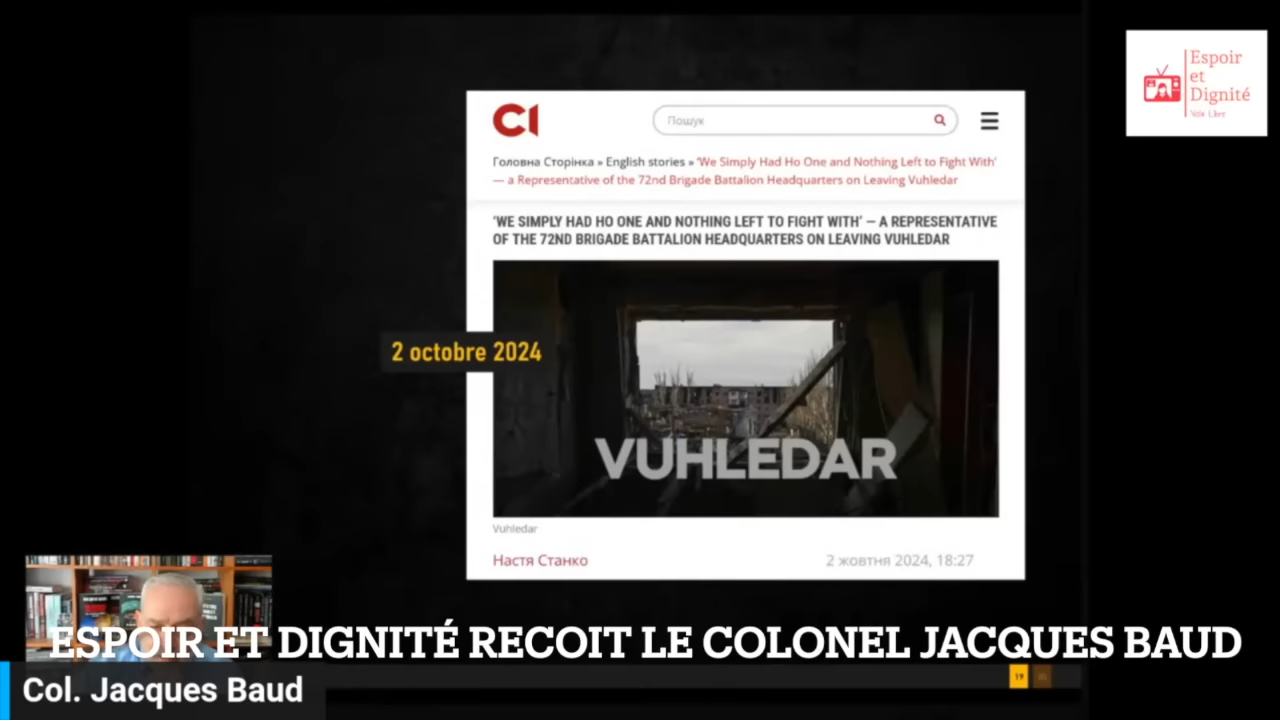 Espoir
et
Dignité
CI
Пошук
Головна Сторінка » English stories » 'We Simply Had Ho One and Nothing Left to Fight With'
— a Representative of the 72nd Brigade Battalion Headquarters on Leaving Vuhledar
'WE SIMPLY HAD HO ONE AND NOTHING LEFT TO FIGHT WITH' — A REPRESENTATIVE
OF THE 72ND BRIGADE BATTALION HEADQUARTERS ON LEAVING VUHLEDAR
2 octobre 2024
VUHLEDAR
Vuhledar
Настя Станко
2 жовтня 2024, 18:27
ESPOIR ET DIGNITÉ RECOIT LE COLONEL JACQUES BAUD
Col. Jacques Baud
19